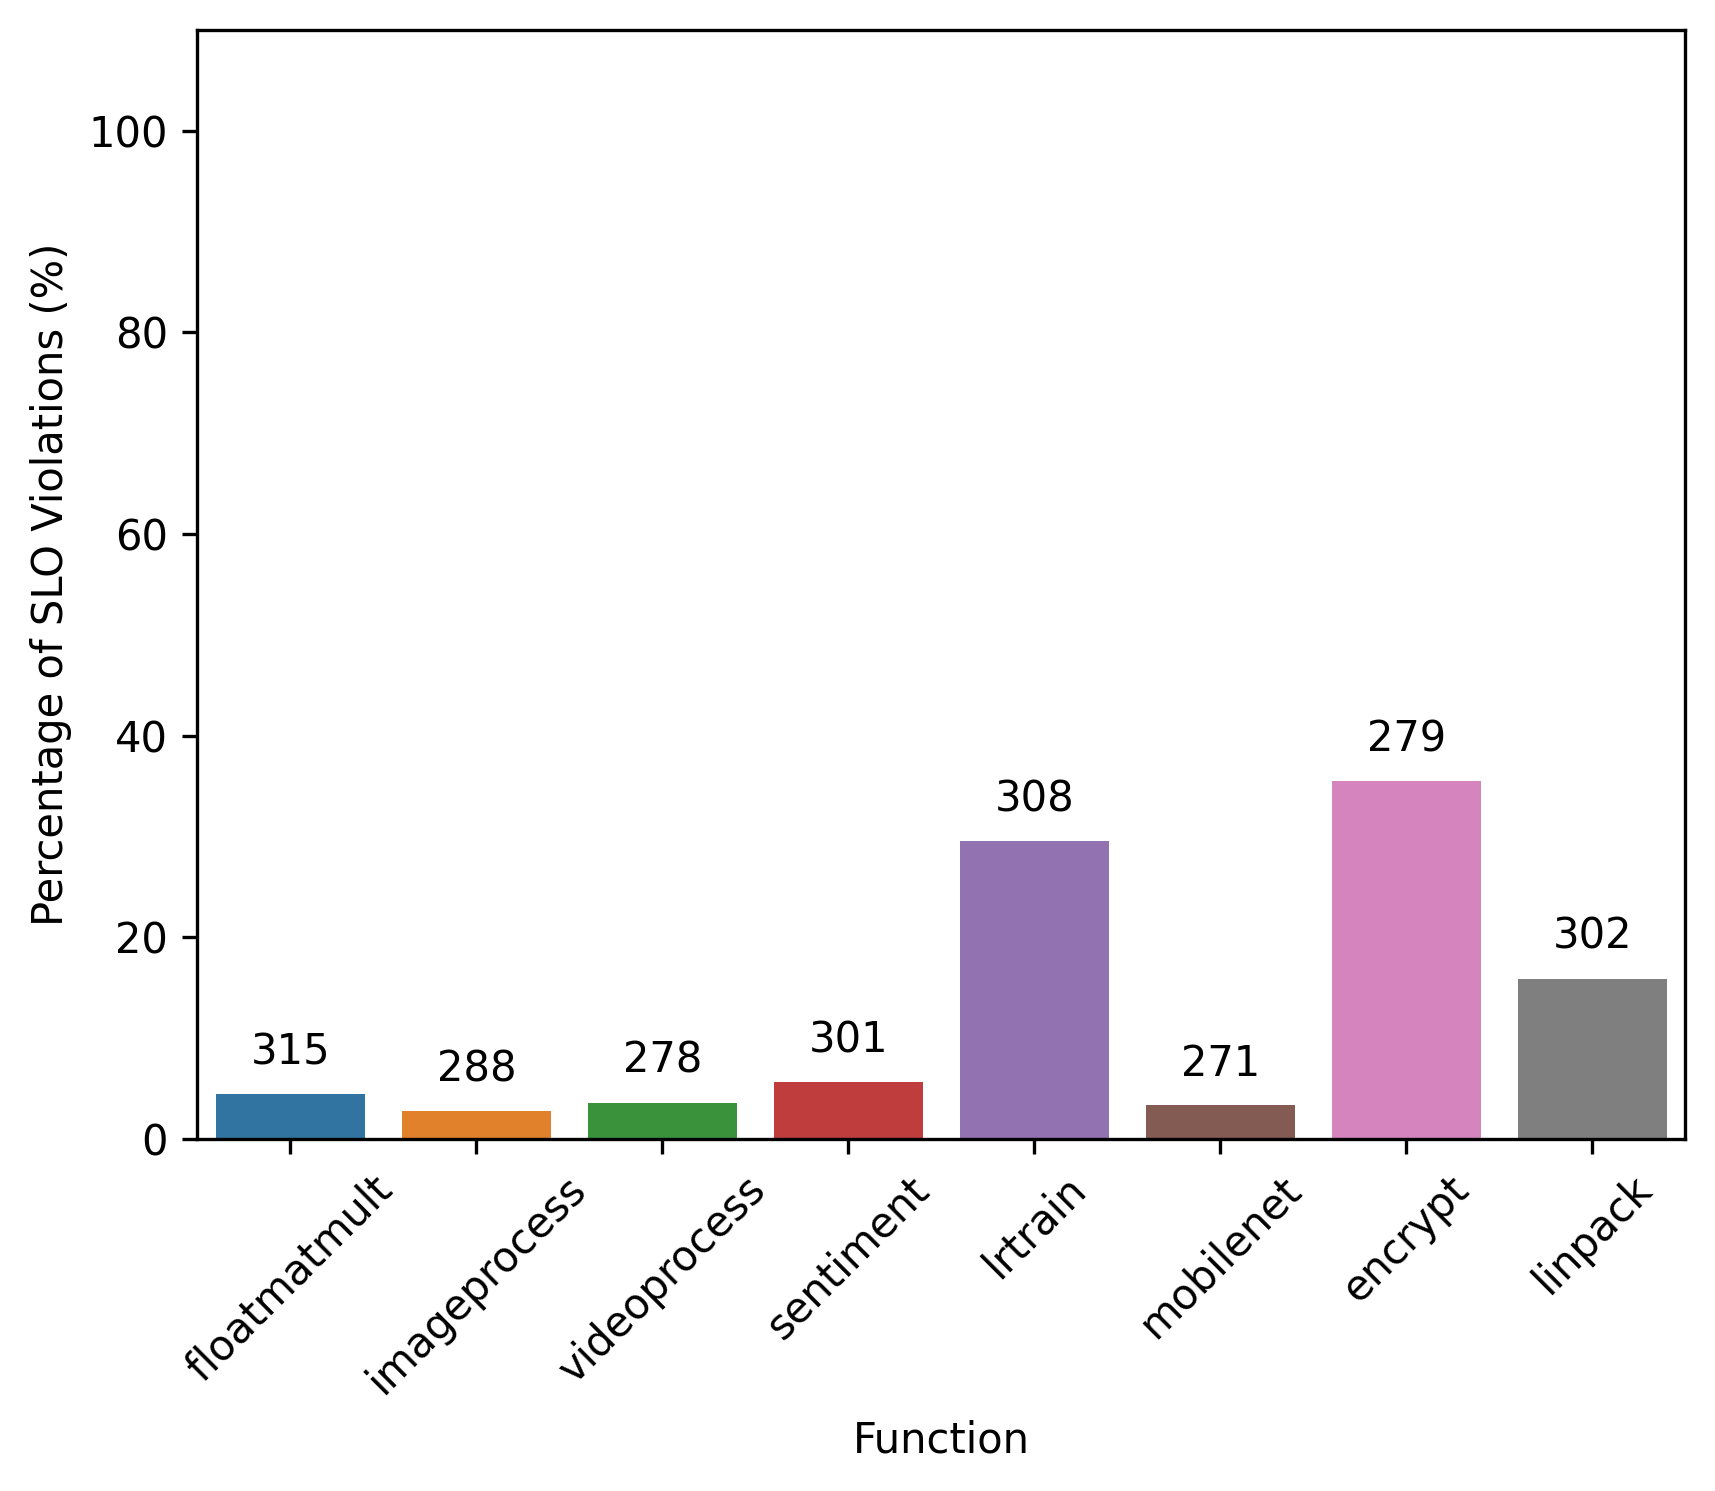 Percentage of SLO Violations (%)
100
80
60
40
20
0
315
288
278
301
308
271
279
302
floatmatmult
imageprocess
videoprocess
sentiment
lrtrain
mobilenet
encrypt
linpack
Function